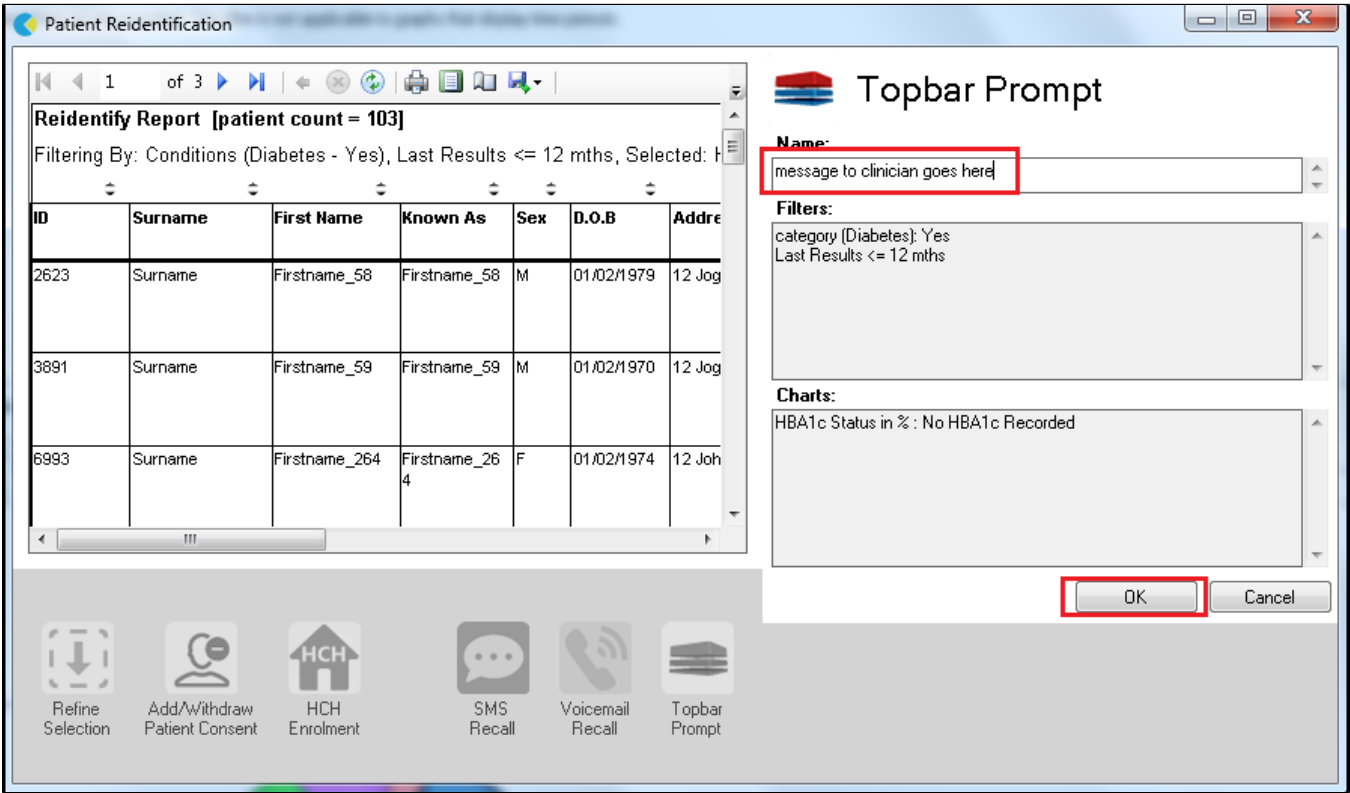 Patient Reidentification
1 of 3
Reidentify Report [patient count = 103]
Filtering By: Conditions (Diabetes - Yes), Last Results <= 12 mths, Selected: H
ID Surname First Name Known As Sex D.O.B Addre
2623 Surname Firstname_58 Firstname_58 M 01/02/1979 12 Jog
3891 Surname Firstname_59 Firstname_59 M 01/02/1970 12 Jog
6993 Surname Firstname_264 Firstname_26 F 01/02/1974 12 Joh
4
Topbar Prompt
Name:
message to clinician goes here
Filters:
category (Diabetes): Yes
Last Results <= 12 mths
Charts:
HBA1c Status in % : No HBA1c Recorded
OK Cancel
HCH
Refine
Selection
Add/Withdraw
Patient Consent
HCH
Enrolment
SMS
Recall
Voicemail
Recall
Topbar
Prompt